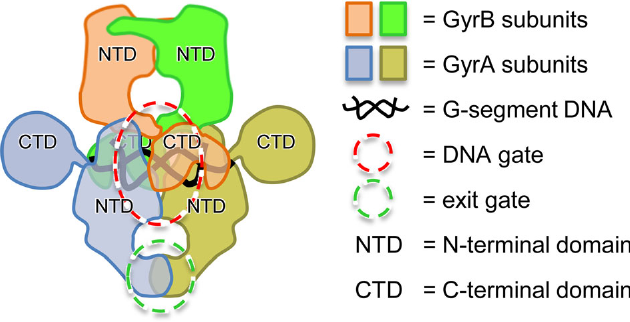 NTD NTD
CTD CTD CTD CTD
NTD NTD
= GyrB subunits
= GyrA subunits
= G-segment DNA
= DNA gate
= exit gate
NTD = N-terminal domain
CTD = C-terminal domain